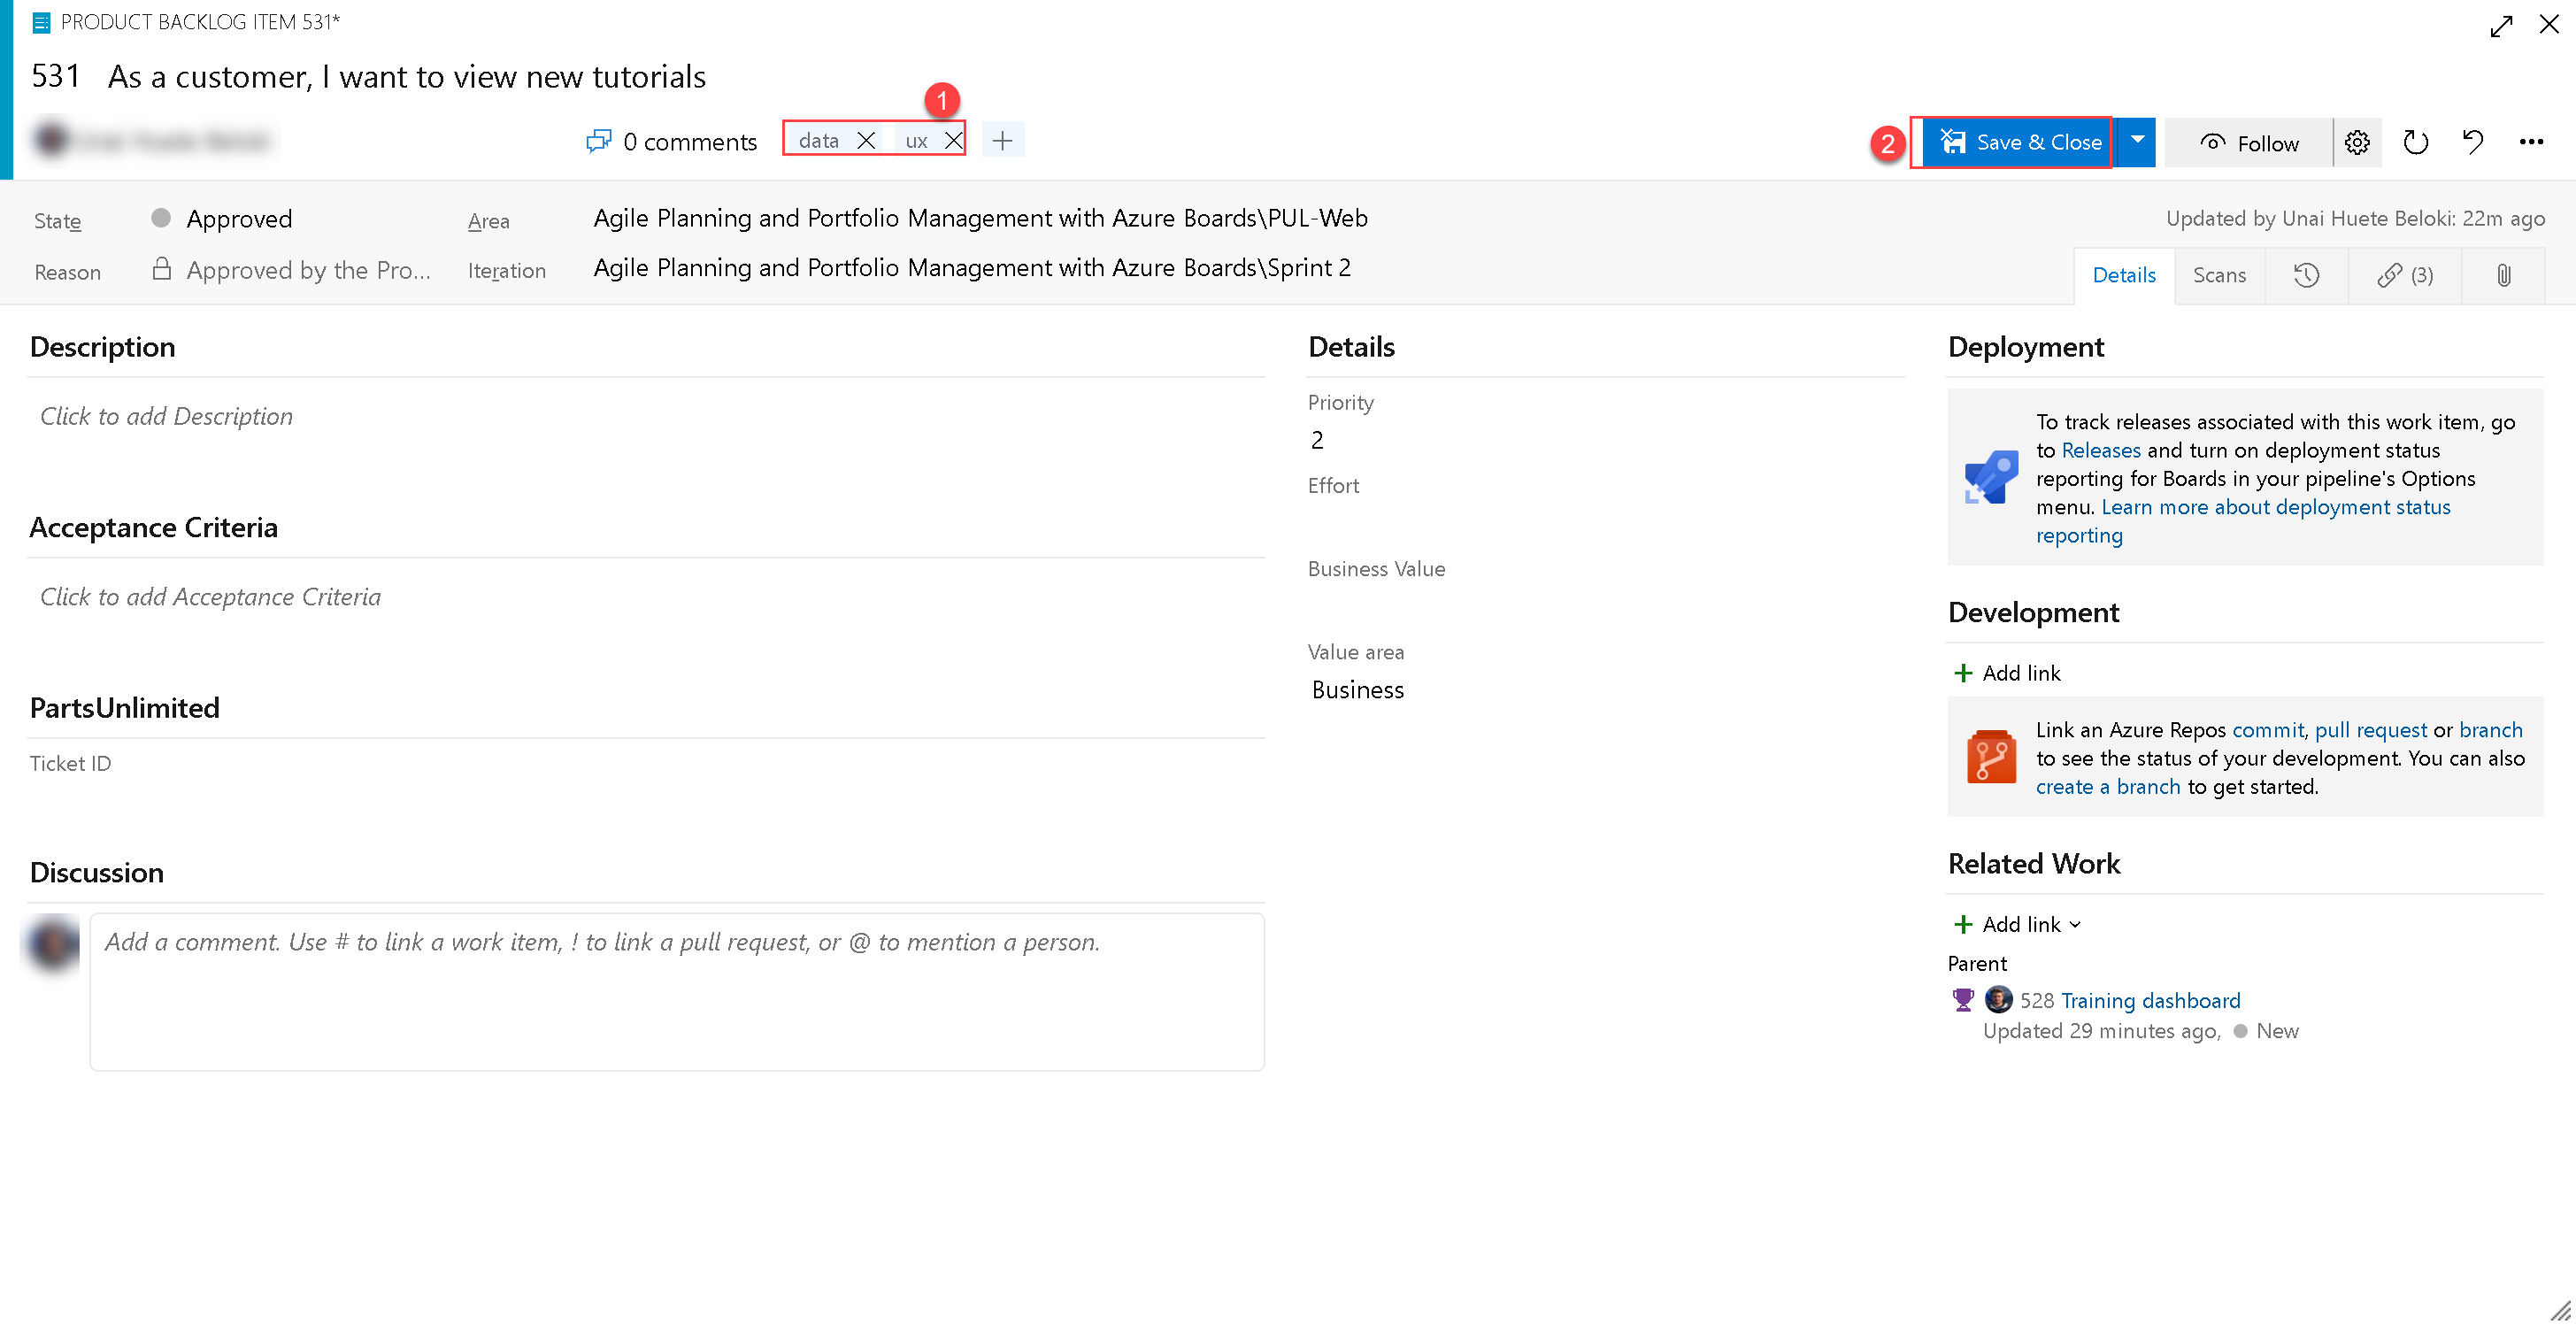 PRODUCT BACKLOG ITEM 531*
531 As a customer, I want to view new tutorials
1
0 comments data ux
2 Save & Close Follow
State Approved Area Agile Planning and Portfolio Management with Azure Boards\PUL-Web Updated by Unai Huete Beloki: 22m ago
Reason Approved by the Pro... Iteration Agile Planning and Portfolio Management with Azure Boards\Sprint 2
Details Scans (3)
Description
Click to add Description
Acceptance Criteria
Click to add Acceptance Criteria
PartsUnlimited
Ticket ID
Discussion
Add a comment. Use # to link a work item, ! to link a pull request, or @ to mention a person.
Details
Priority
2
Effort
Business Value
Value area
Business
Deployment
To track releases associated with this work item, go
to Releases and turn on deployment status
reporting for Boards in your pipeline's Options
menu. Learn more about deployment status
reporting
Development
Add link
Link an Azure Repos commit, pull request or branch
to see the status of your development. You can also
create a branch to get started.
Related Work
Add link
Parent
528 Training dashboard
Updated 29 minutes ago, New